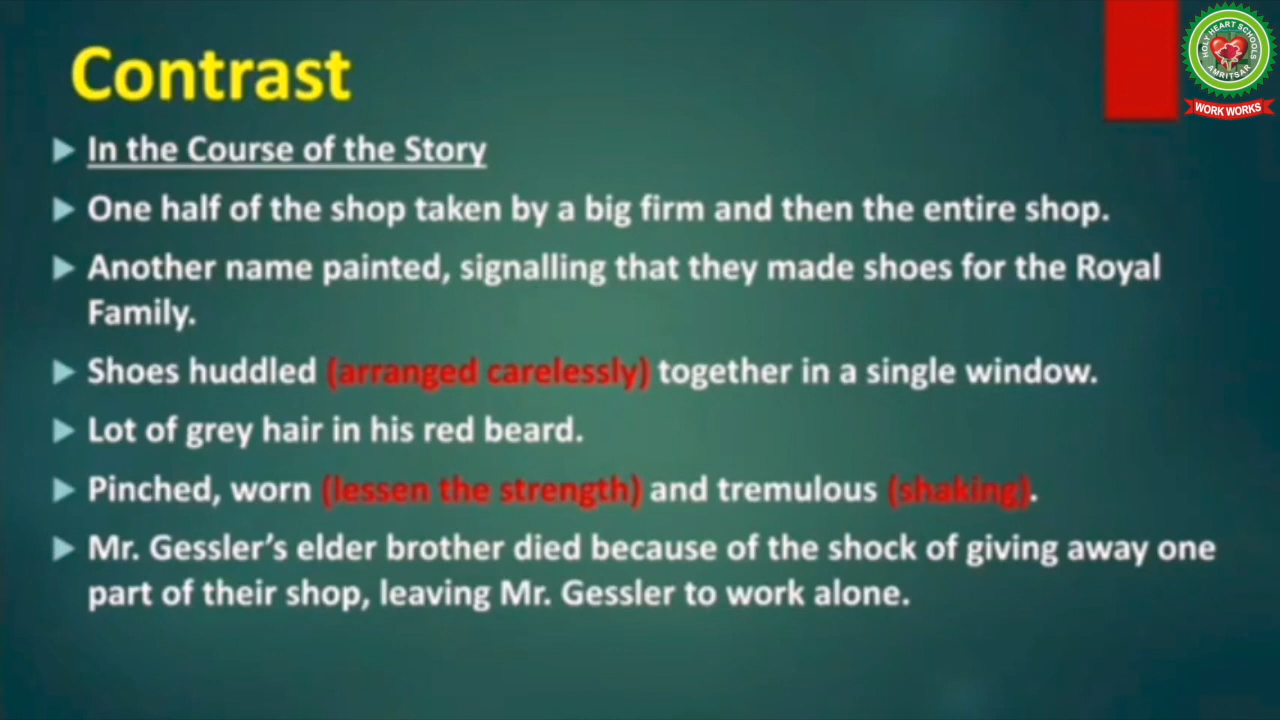 Contrast
In the Course of the Story
One half of the shop taken by a big firm and then the entire shop.
Another name painted, signalling that they made shoes for the Royal
Family.
Shoes huddled (arranged carelessly) together in a single window.
Lot of grey hair in his red beard.
Pinched, worn (lessen the strength) and tremulous (shaking).
Mr. Gessler's elder brother died because of the shock of giving away one
part of their shop, leaving Mr. Gessler to work alone.
HOLY HEART SCHOOLS
AMRITSAR
WORK WORKS